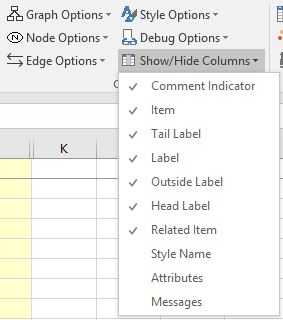 Graph Options Style Options
Node Options Debug Options
Edge Options Show/Hide Columns
Comment Indicator
Item
K
Tail Label
Label
Outside Label
Head Label
Related Item
Style Name
Attributes
Messages